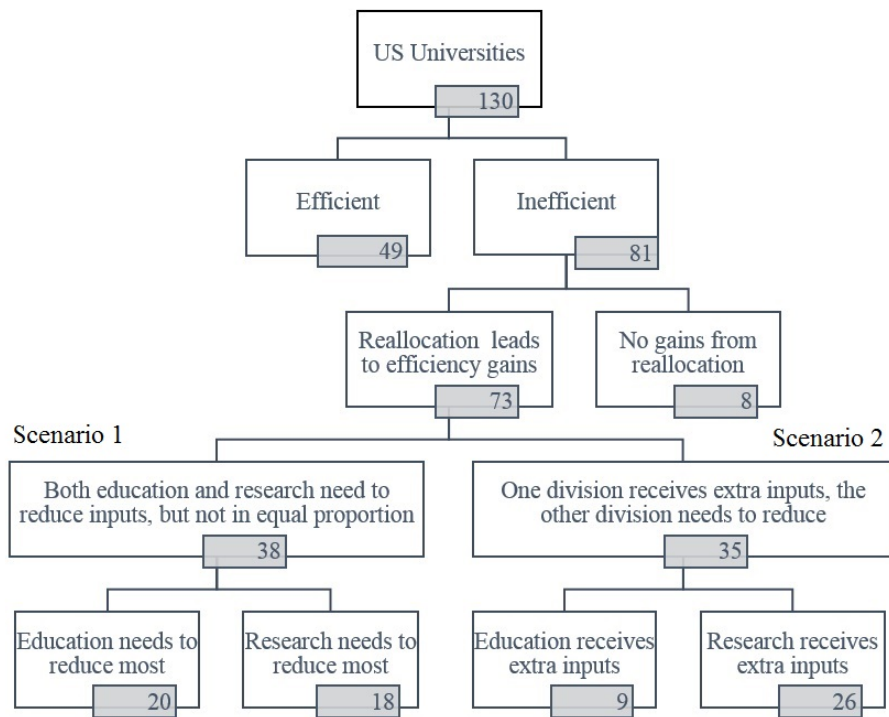 US Universities
130
Efficient
49
Inefficient
81
Reallocation leads
to efficiency gains
73
No gains from
reallocation
8
Scenario 1
Scenario 2
Both education and research need to
reduce inputs, but not in equal proportion
38
One division receives extra inputs, the
other division needs to reduce
35
Education needs to
reduce most
20
Research needs to
reduce most
18
Education receives
extra inputs
9
Research receives
extra inputs
26